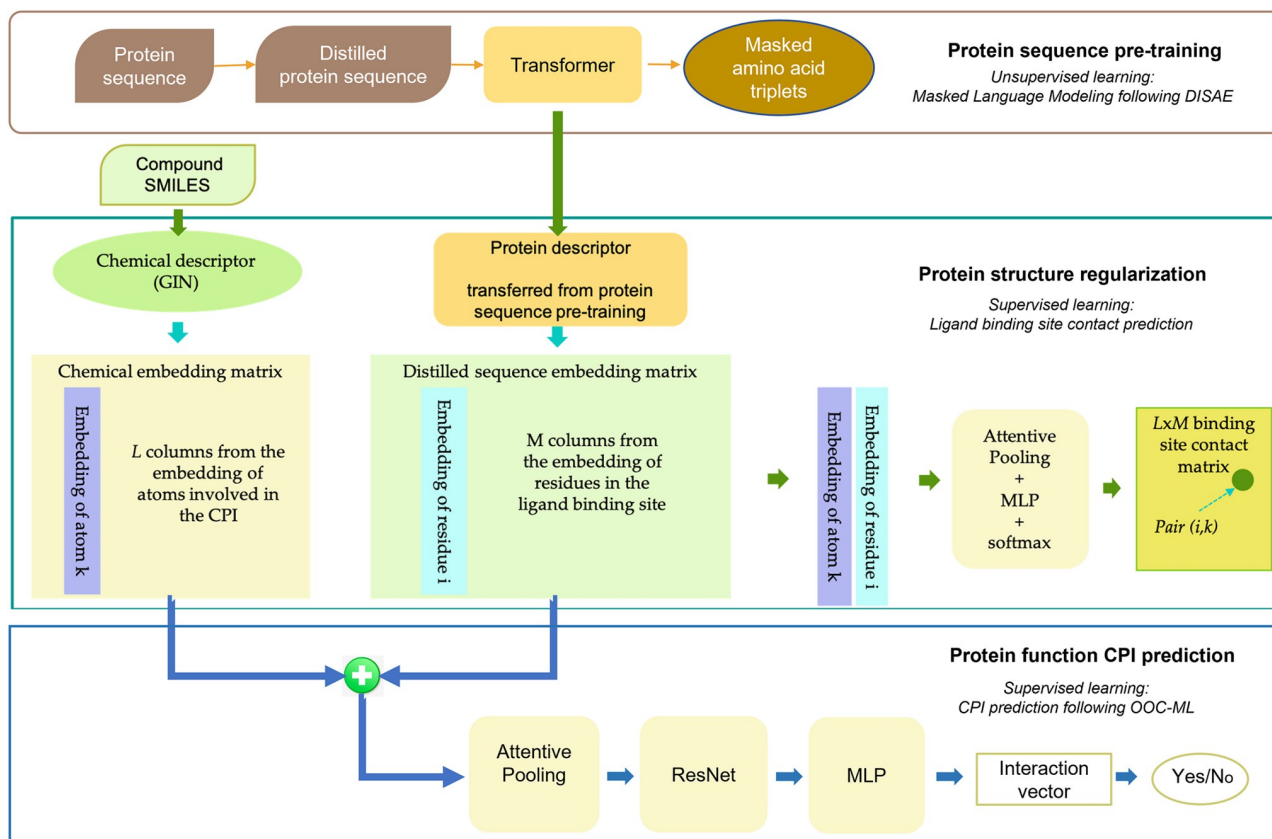 Protein
sequence
Distilled
protein sequence
Transformer
Masked
amino acid
triplets
Protein sequence pre-training
Unsupervised learning:
Masked Language Modeling following DISAE
Compound
SMILES
Chemical descriptor
(GIN)
Protein descriptor
transferred from protein
sequence pre-training
Protein structure regularization
Supervised learning:
Ligand binding site contact prediction
Chemical embedding matrix
Embedding of atom k
L columns from the
embedding of
atoms involved in
the CPI
Distilled sequence embedding matrix
Embedding of residue i
M columns from
the embedding of
residues in the
ligand binding site
Embedding of atom k
Embedding of residue i
Attentive
Pooling
+
MLP
+
softmax
LxM binding
site contact
matrix
Pair (i,k)
Protein function CPI prediction
Supervised learning:
CPI prediction following OOC-ML
Attentive
Pooling
ResNet
MLP
Interaction
vector
Yes/No